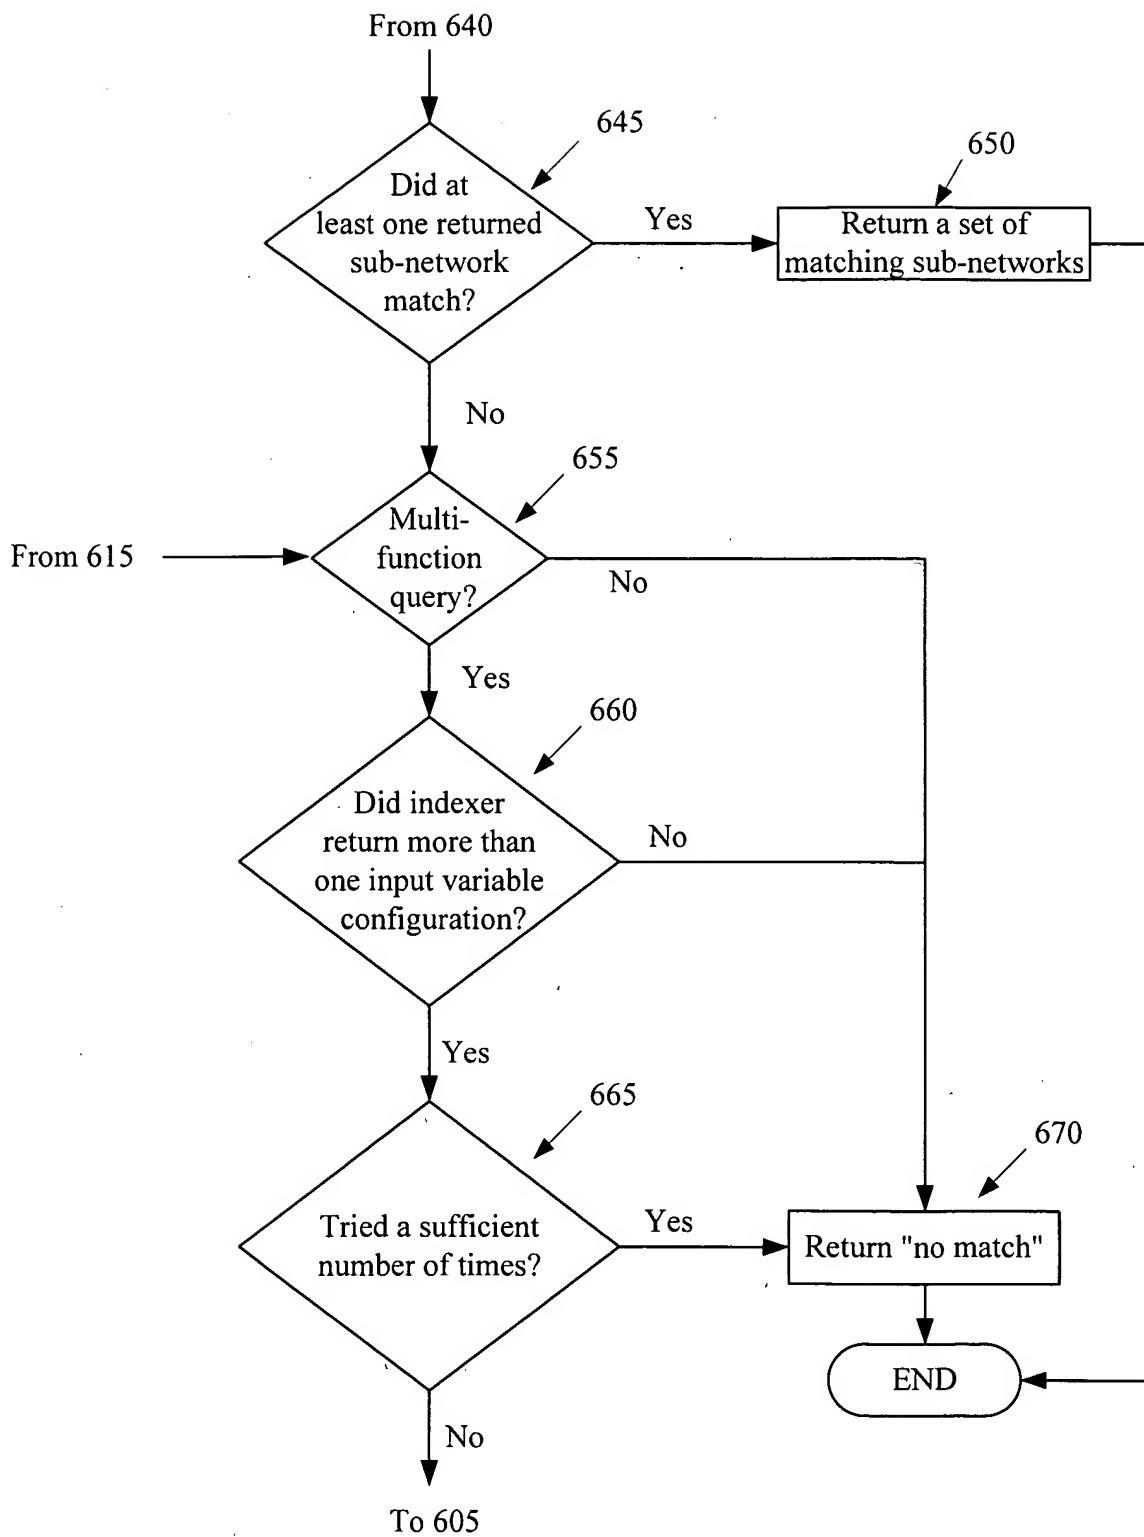 From 640
645
Did at
least one returned
sub-network
match?
Yes
650
Return a set of
matching sub-networks
No
655
From 615
Multi-
function
query?
No
Yes
660
Did indexer
return more than
one input variable
configuration?
No
Yes
665
Tried a sufficient
number of times?
Yes
670
Return "no match"
END
No
To 605